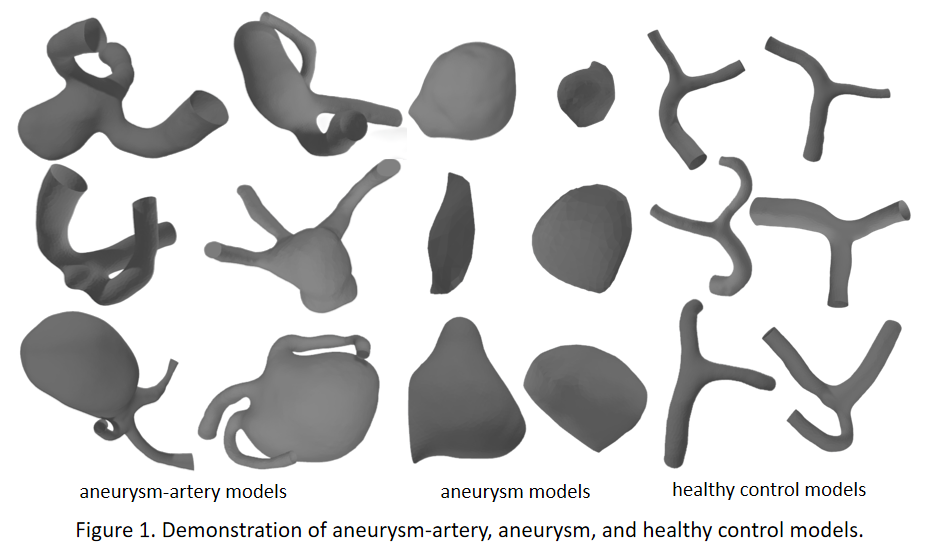 aneurysm-artery models
aneurysm models
healthy control models
Figure 1. Demonstration of aneurysm-artery, aneurysm, and healthy control models.